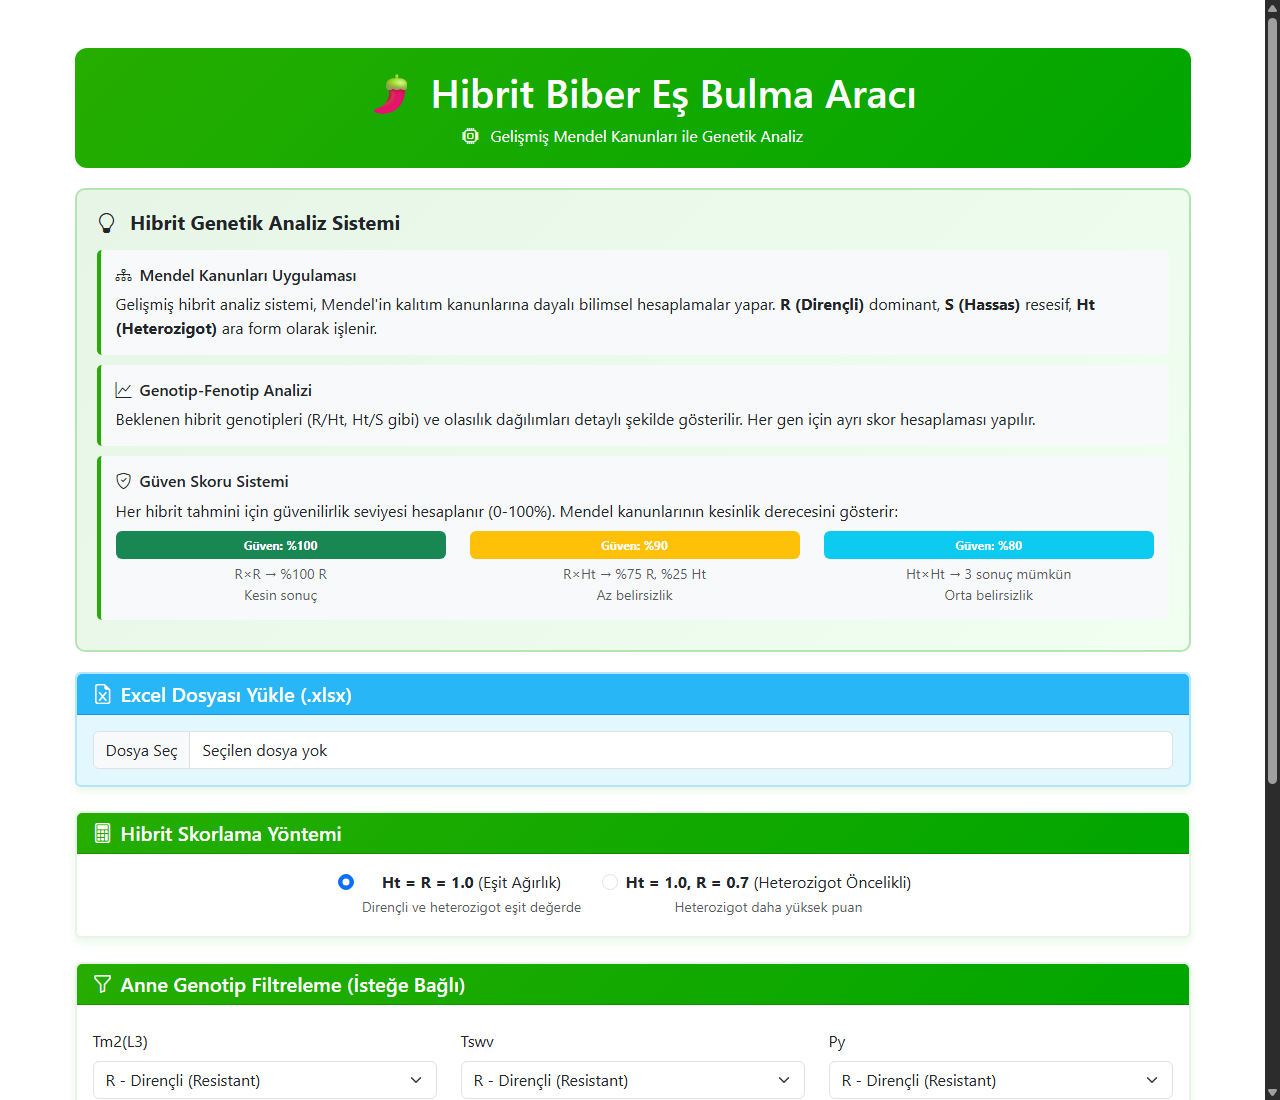 Hibrit Biber Eş Bulma Aracı
Gelişmiş Mendel Kanunları ile Genetik Analiz
Hibrit Genetik Analiz Sistemi
Mendel Kanunları Uygulaması
Gelişmiş hibrit analiz sistemi, Mendel'in kalıtım kanunlarına dayalı bilimsel hesaplamalar yapar. R (Dirençli) dominant, S (Hassas) resesif, Ht
(Heterozigot) ara form olarak işlenir.
Genotip-Fenotip Analizi
Beklenen hibrit genotipleri (R/Ht, Ht/S gibi) ve olasılık dağılımları detaylı şekilde gösterilir. Her gen için ayrı skor hesaplaması yapılır.
Güven Skoru Sistemi
Her hibrit tahmini için güvenilirlik seviyesi hesaplanır (0-100%). Mendel kanunlarının kesinlik derecesini gösterir:
Güven: %100 Güven: %90 Güven: %80
R×R → %100 R R×Ht → %75 R, %25 Ht Ht×Ht → 3 sonuç mümkün
Kesin sonuç Az belirsizlik Orta belirsizlik
Excel Dosyası Yükle (.xlsx)
Dosya Seç Seçilen dosya yok
Hibrit Skorlama Yöntemi
Ht = R = 1.0 (Eşit Ağırlık) Ht = 1.0, R = 0.7 (Heterozigot Öncelikli)
Dirençli ve heterozigot eşit değerde Heterozigot daha yüksek puan
Anne Genotip Filtreleme (İsteğe Bağlı)
Tm2(L3) Tswv Py
R - Dirençli (Resistant) R - Dirençli (Resistant) R - Dirençli (Resistant)